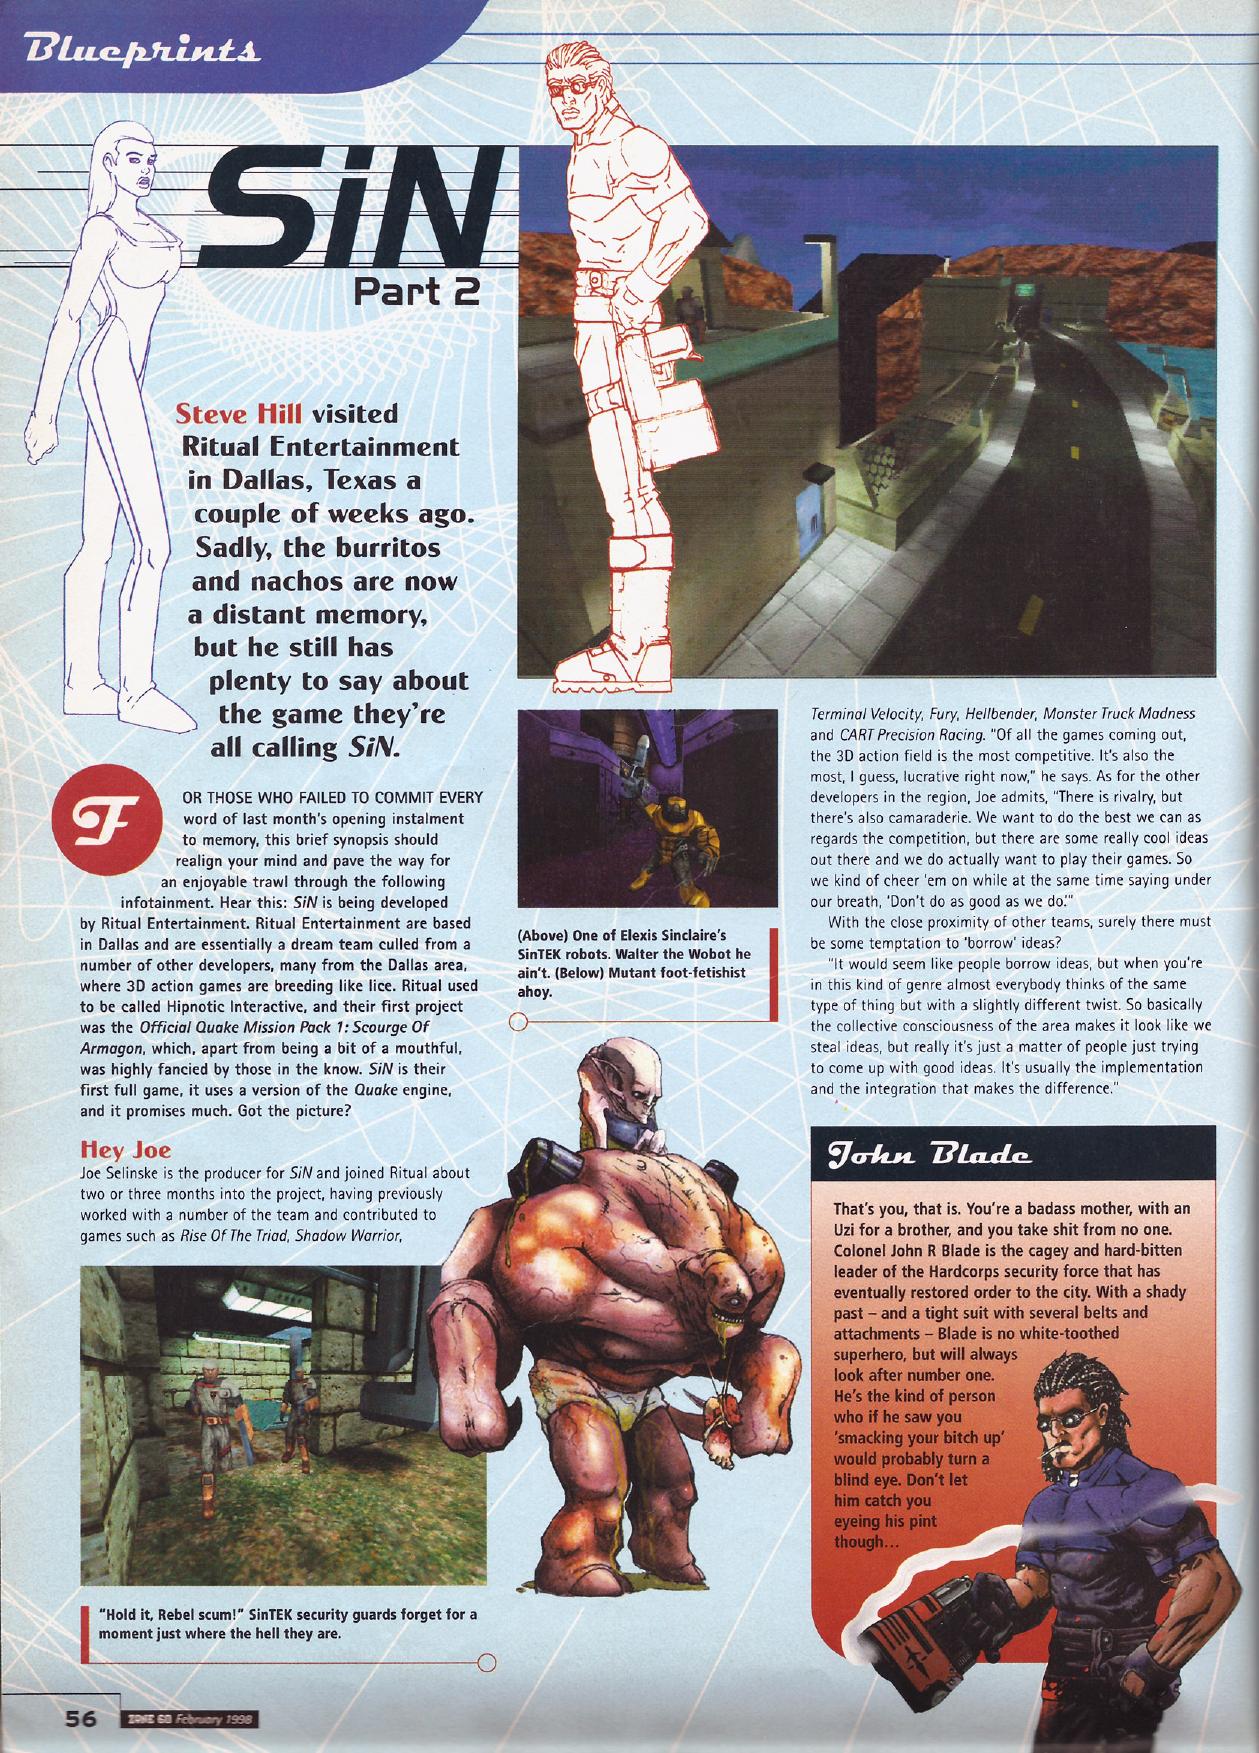 Blueprints
SiN
Part 2
Steve Hill visited
Ritual Entertainment
in Dallas, Texas a
couple of weeks ago.
Sadly, the burritos
and nachos are now
a distant memory,
but he still has
plenty to say about
the game they're
all calling SiN.
F
OR THOSE WHO FAILED TO COMMIT EVERY
word of last month's opening instalment
to memory, this brief synopsis should
realign your mind and pave the way for
an enjoyable trawl through the following
infotainment. Hear this: SiN is being developed
by Ritual Entertainment. Ritual Entertainment are based
in Dallas and are essentially a dream team culled from a
number of other developers, many from the Dallas area,
where 3D action games are breeding like lice. Ritual used
to be called Hipnotic Interactive, and their first project
was the Official Quake Mission Pack 1: Scourge Of
Armagon, which, apart from being a bit of a mouthful,
was highly fancied by those in the know. SiN is their
first full game, it uses a version of the Quake engine,
and it promises much. Got the picture?
Hey Joe
Joe Selinske is the producer for SiN and joined Ritual about
two or three months into the project, having previously
worked with a number of the team and contributed to
games such as Rise Of The Triad, Shadow Warrior,
"Hold it, Rebel scum!" SinTEK security guards forget for a
moment just where the hell they are.
(Above) One of Elexis Sinclaire's
SinTEK robots. Walter the Wobot he
ain't. (Below) Mutant foot-fetishist
ahoy.
Terminal Velocity, Fury, Hellbender, Monster Truck Madness
and CART Precision Racing. "Of all the games coming out,
the 3D action field is the most competitive. It's also the
most, I guess, lucrative right now," he says. As for the other
developers in the region, Joe admits, "There is rivalry, but
there's also camaraderie. We want to do the best we can as
regards the competition, but there are some really cool ideas
out there and we do actually want to play their games. So
we kind of cheer 'em on while at the same time saying under
our breath, 'Don't do as good as we do.'"
With the close proximity of other teams, surely there must
be some temptation to 'borrow' ideas?
"It would seem like people borrow ideas, but when you're
in this kind of genre almost everybody thinks of the same
type of thing but with a slightly different twist. So basically
the collective consciousness of the area makes it look like we
steal ideas, but really it's just a matter of people just trying
to come up with good ideas. It's usually the implementation
and the integration that makes the difference."
John Blade
That's you, that is. You're a badass mother, with an
Uzi for a brother, and you take shit from no one.
Colonel John R Blade is the cagey and hard-bitten
leader of the Hardcorps security force that has
eventually restored order to the city. With a shady
past – and a tight suit with several belts and
attachments – Blade is no white-toothed
superhero, but will always
look after number one.
He's the kind of person
who if he saw you
'smacking your bitch up'
would probably turn a
blind eye. Don't let
him catch you
eyeing his pint
though...
56 ZONE 60 February 1998